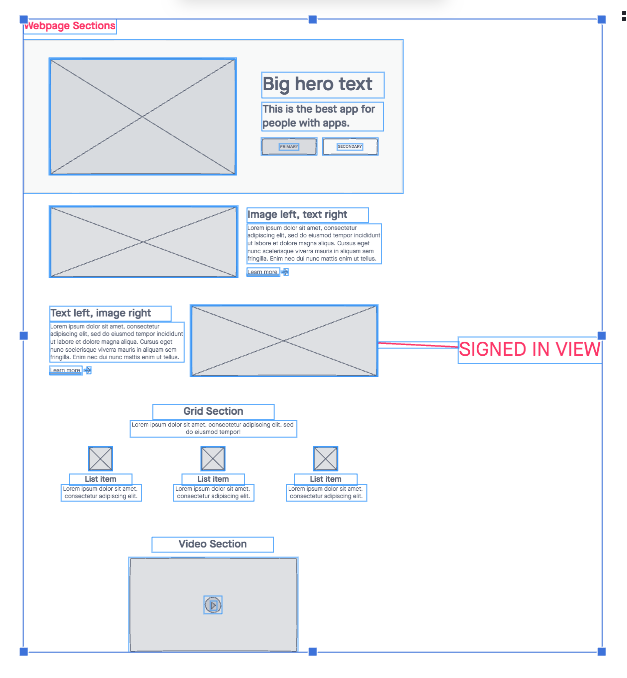 Webpage Sections
Big hero text
This is the best app for
people with apps.
PRIMARY
SECONDARY
Image left, text right
Lorem ipsum dolor sit amet, consectetur
adipiscing elit, sed do eiusmod tempor incididunt
ut labore et dolore magna aliqua. Cursus eget
nunc scelerisque viverra mauris in aliquam sem
fringilla. Enim nec dui nunc mattis enim ut tellus.
Learn more
Text left, image right
Lorem ipsum dolor sit amet, consectetur
adipiscing elit, sed do eiusmod tempor incididunt
ut labore et dolore magna aliqua. Cursus eget
nunc scelerisque viverra mauris in aliquam sem
fringilla. Enim nec dui nunc mattis enim ut tellus.
Learn more
SIGNED IN VIEW
Grid Section
Lorem ipsum dolor sit amet, consectetur adipiscing elit, sed
do eiusmod tempor!
List item
Lorem ipsum dolor sit amet,
consectetur adipiscing elit.
List item
Lorem ipsum dolor sit amet,
consectetur adipiscing elit.
List item
Lorem ipsum dolor sit amet,
consectetur adipiscing elit.
Video Section